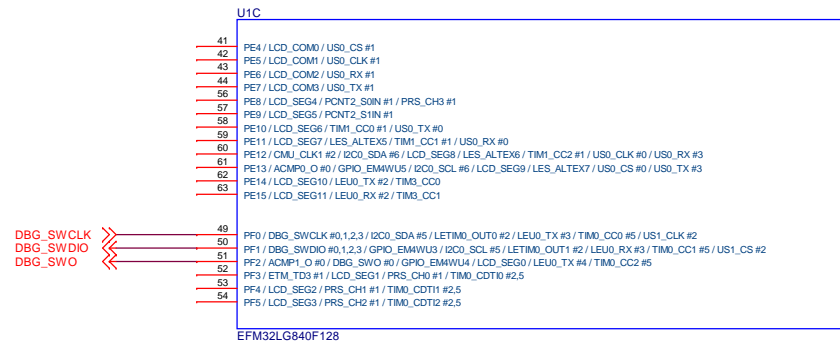 U1C
41 PE4 / LCD_COM0 / US0_CS #1
42 PE5 / LCD_COM1 / US0_CLK #1
43 PE6 / LCD_COM2 / US0_RX #1
44 PE7 / LCD_COM3 / US0_TX #1
56 PE8 / LCD_SEG4 / PCNT2_S0IN #1 / PRS_CH3 #1
57 PE9 / LCD_SEG5 / PCNT2_S1IN #1
58 PE10 / LCD_SEG6 / TIM1_CC0 #1 / US0_TX #0
59 PE11 / LCD_SEG7 / LES_ALTEX5 / TIM1_CC1 #1 / US0_RX #0
60 PE12 / CMU_CLK1 #2 / I2C0_SDA #6 / LCD_SEG8 / LES_ALTEX6 / TIM1_CC2 #1 / US0_CLK #0 / US0_RX #3
61 PE13 / ACMP0_O #0 / GPIO_EM4WU5 / I2C0_SCL #6 / LCD_SEG9 / LES_ALTEX7 / US0_CS #0 / US0_TX #3
62 PE14 / LCD_SEG10 / LEU0_TX #2 / TIM3_CC0
63 PE15 / LCD_SEG11 / LEU0_RX #2 / TIM3_CC1
DBG_SWCLK 49 PF0 / DBG_SWCLK #0,1,2,3 / I2C0_SDA #5 / LETIM0_OUT0 #2 / LEU0_TX #3 / TIM0_CC0 #5 / US1_CLK #2
DBG_SWDIO 50 PF1 / DBG_SWDIO #0,1,2,3 / GPIO_EM4WU3 / I2C0_SCL #5 / LETIM0_OUT1 #2 / LEU0_RX #3 / TIM0_CC1 #5 / US1_CS #2
DBG_SWO 51 PF2 / ACMP1_O #0 / DBG_SWO #0 / GPIO_EM4WU4 / LCD_SEG0 / LEU0_TX #4 / TIM0_CC2 #5
52 PF3 / ETM_TD3 #1 / LCD_SEG1 / PRS_CH0 #1 / TIM0_CDTI0 #2,5
53 PF4 / LCD_SEG2 / PRS_CH1 #1 / TIM0_CDTI1 #2,5
54 PF5 / LCD_SEG3 / PRS_CH2 #1 / TIM0_CDTI2 #2,5
EFM32LG840F128